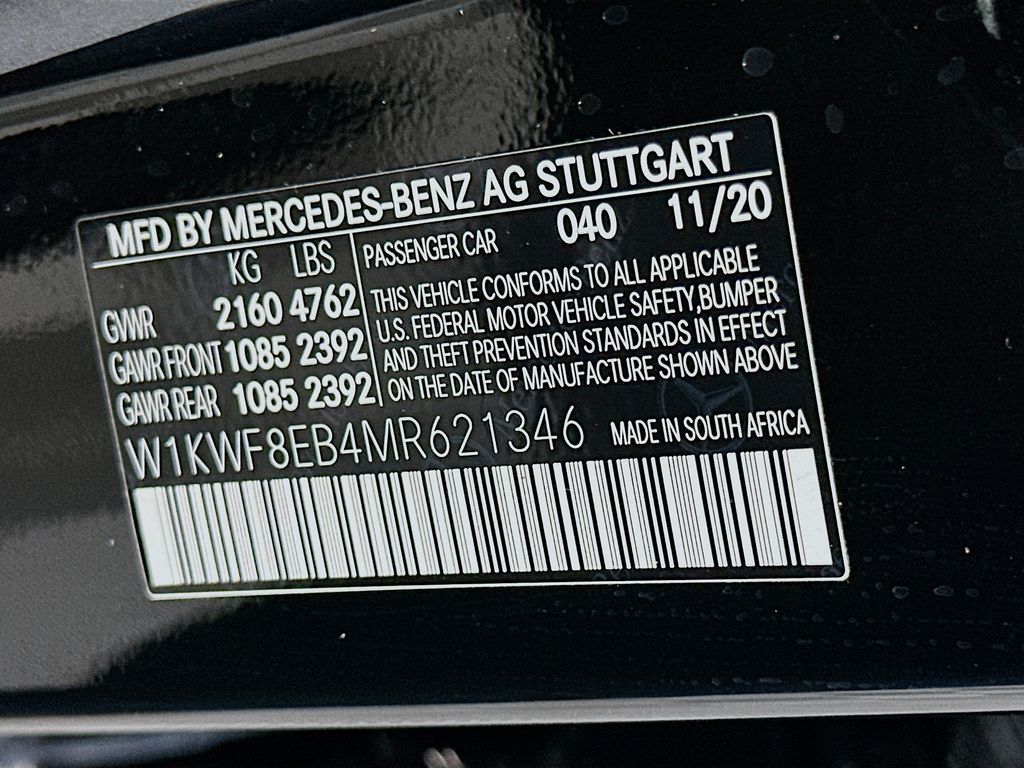 MFD BY MERCEDES-BENZ AG STUTTGART
KG LBS
GVWR 2160 4762
GAWR FRONT 1085 2392
GAWR REAR 1085 2392
PASSENGER CAR 040 11/20
THIS VEHICLE CONFORMS TO ALL APPLICABLE
U.S. FEDERAL MOTOR VEHICLE SAFETY, BUMPER
AND THEFT PREVENTION STANDARDS IN EFFECT
ON THE DATE OF MANUFACTURE SHOWN ABOVE
W1KWF8EB4MR621346 MADE IN SOUTH AFRICA